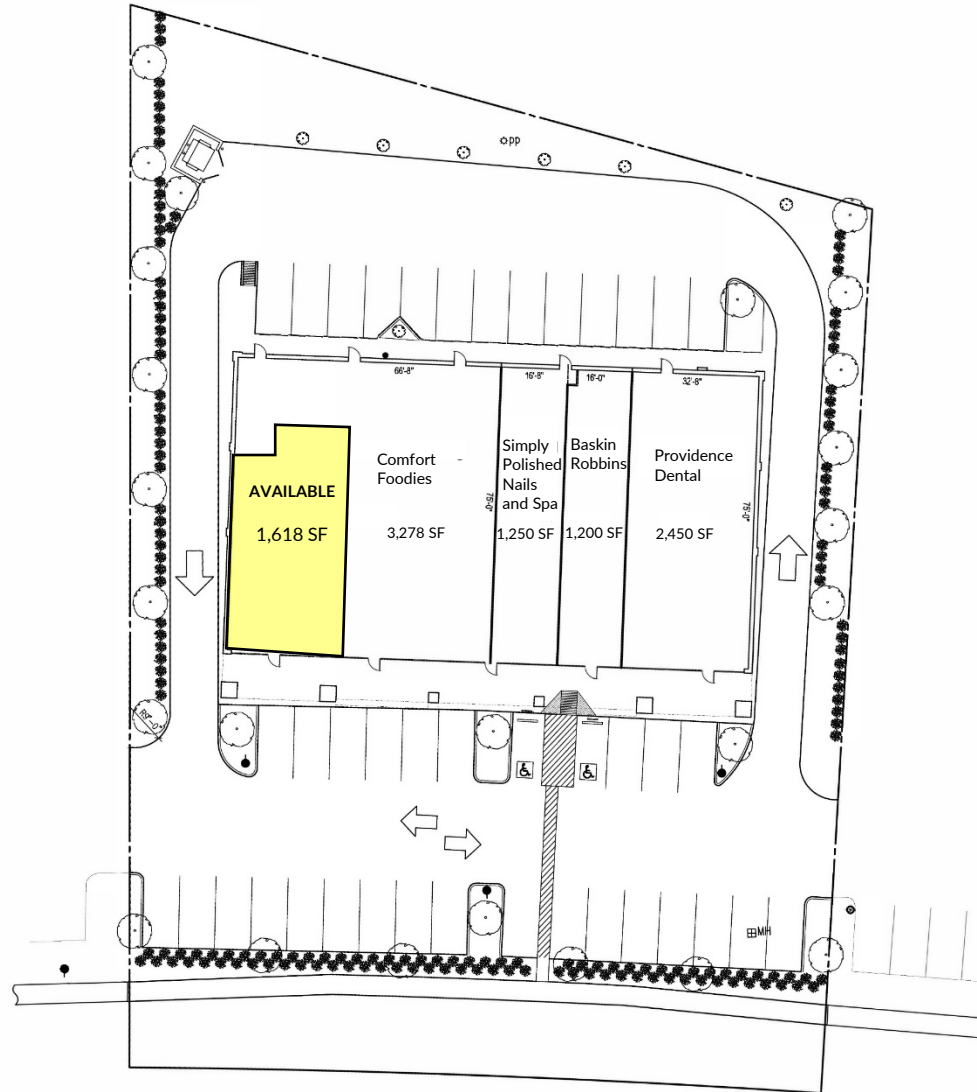 pp
66'-8"
16'-8"
16'-0"
32'-8"
AVAILABLE
1,618 SF
Comfort
Foodies
3,278 SF
Simply
Polished
Nails
and Spa
1,250 SF
75'-0"
Baskin
Robbins
1,200 SF
Providence
Dental
2,450 SF
75'-0"
MH